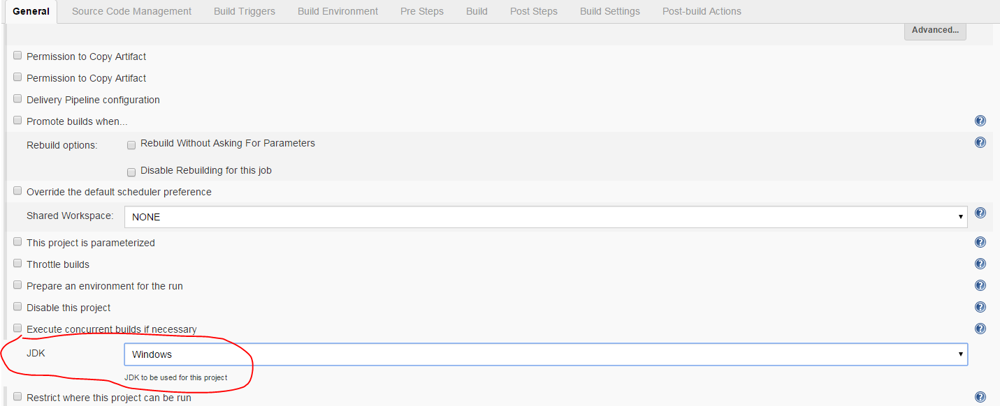 General Source Code Management Build Triggers Build Environment Pre Steps Build Post Steps Build Settings Post-build Actions
Advanced...
Permission to Copy Artifact
Permission to Copy Artifact
Delivery Pipeline configuration
Promote builds when... ?
Rebuild options: Rebuild Without Asking For Parameters ?
Disable Rebuilding for this job
Override the default scheduler preference
Shared Workspace: NONE ?
This project is parameterized ?
Throttle builds ?
Prepare an environment for the run ?
Disable this project ?
Execute concurrent builds if necessary ?
JDK Windows
JDK to be used for this project
Restrict where this project can be run ?